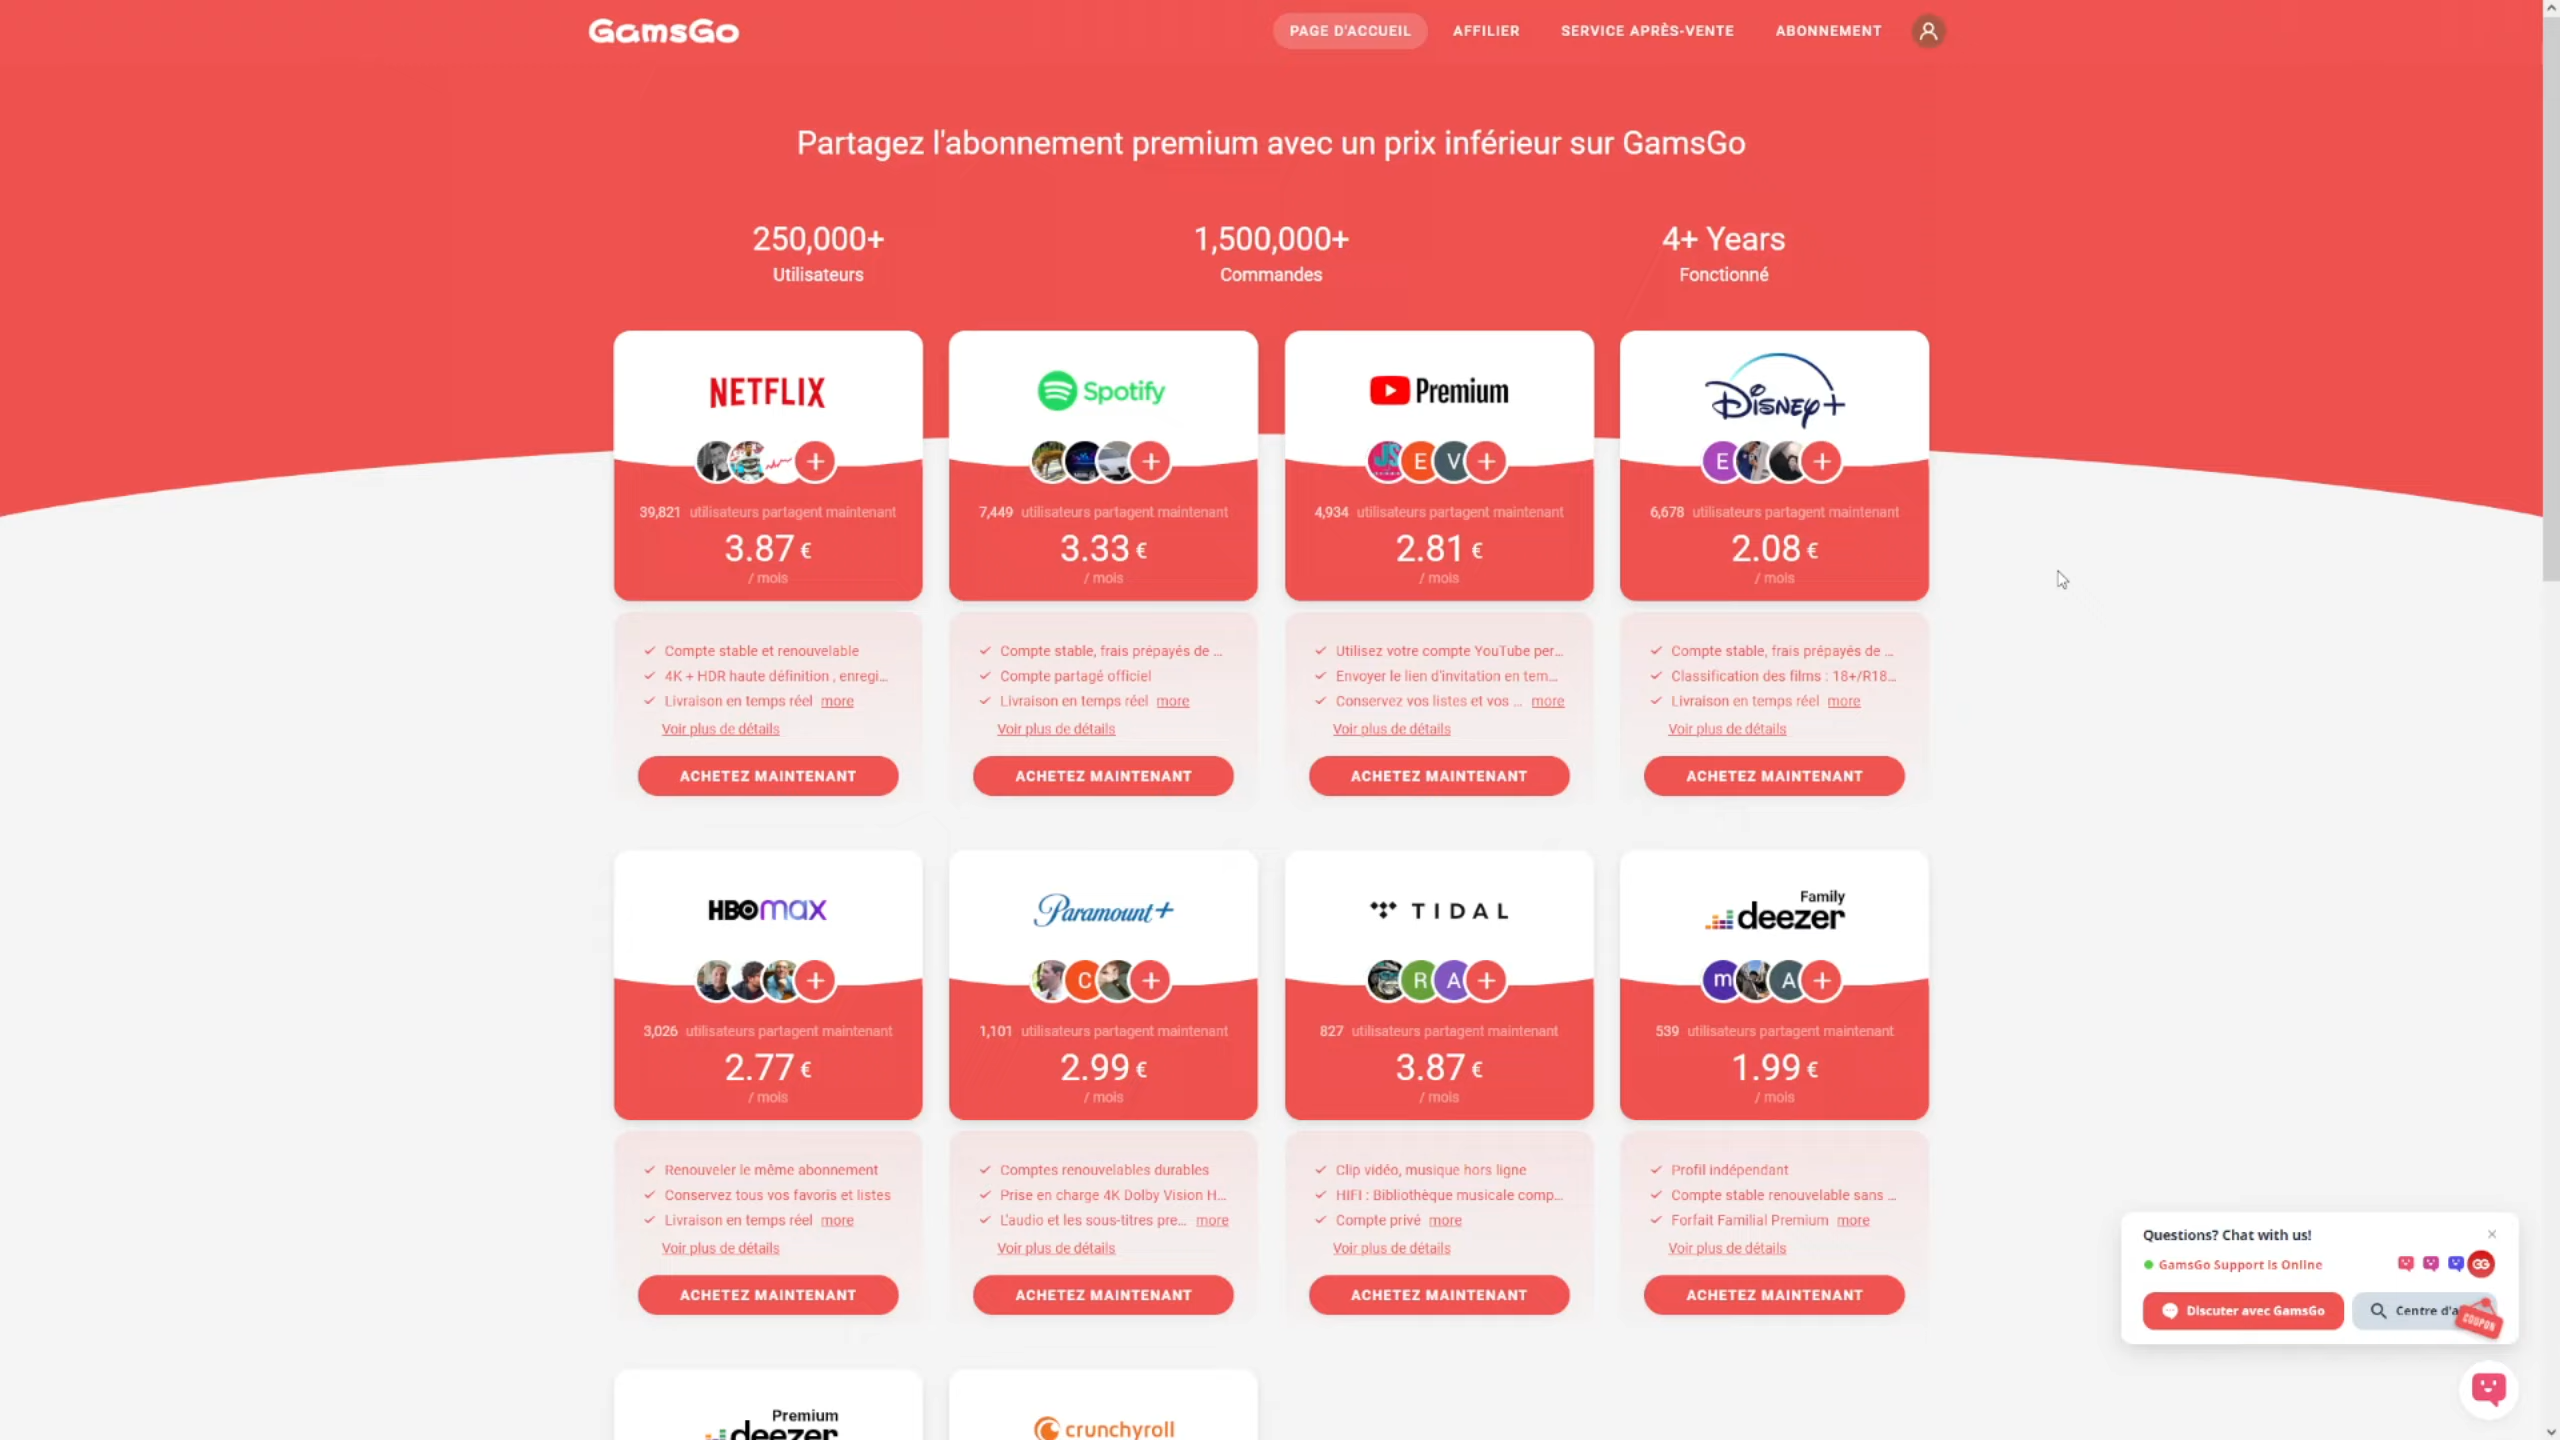 GamsGo
PAGE D'ACCUEIL
AFFILIER
SERVICE APRÈS-VENTE
ABONNEMENT
Partagez l'abonnement premium avec un prix inférieur sur GamsGo
250,000+
Utilisateurs
1,500,000+
Commandes
4+ Years
Fonctionné
NETFLIX
39,821 utilisateurs partagent maintenant
3.87 €
/ mois
Compte stable et renouvelable
4K + HDR haute définition , enregi...
Livraison en temps réel more
Voir plus de détails
ACHETEZ MAINTENANT
Spotify
7,449 utilisateurs partagent maintenant
3.33 €
/ mois
Compte stable, frais prépayés de ...
Compte partagé officiel
Livraison en temps réel more
Voir plus de détails
ACHETEZ MAINTENANT
Premium
JS E V
4,934 utilisateurs partagent maintenant
2.81 €
/ mois
Utilisez votre compte YouTube per...
Envoyer le lien d'invitation en tem...
Conservez vos listes et vos ... more
Voir plus de détails
ACHETEZ MAINTENANT
Disney+
E
6,678 utilisateurs partagent maintenant
2.08 €
/ mois
Compte stable, frais prépayés de ...
Classification des films : 18+/R18...
Livraison en temps réel more
Voir plus de détails
ACHETEZ MAINTENANT
HBOmax
3,026 utilisateurs partagent maintenant
2.77 €
/ mois
Renouveler le même abonnement
Conservez tous vos favoris et listes
Livraison en temps réel more
Voir plus de détails
ACHETEZ MAINTENANT
Paramount+
C
1,101 utilisateurs partagent maintenant
2.99 €
/ mois
Comptes renouvelables durables
Prise en charge 4K Dolby Vision H...
L'audio et les sous-titres pre... more
Voir plus de détails
ACHETEZ MAINTENANT
TIDAL
R A
827 utilisateurs partagent maintenant
3.87 €
/ mois
Clip vidéo, musique hors ligne
HIFI : Bibliothèque musicale comp...
Compte privé more
Voir plus de détails
ACHETEZ MAINTENANT
Family
deezer
m A
539 utilisateurs partagent maintenant
1.99 €
/ mois
Profil indépendant
Compte stable renouvelable sans ...
Forfait Familial Premium more
Voir plus de détails
ACHETEZ MAINTENANT
Premium
deezer
crunchyroll
Questions? Chat with us!
GamsGo Support is Online
GG
Discuter avec GamsGo
Centre d'a
COUPON